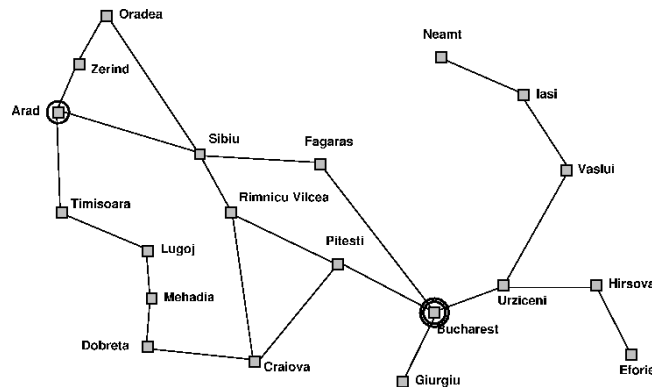 Oradea
Neamt
Zerind
Iasi
Arad
Sibiu
Fagaras
Vaslui
Timisoara
Rimnicu Vilcea
Lugoj
Pitesti
Mehadia
Hirsova
Urziceni
Bucharest
Dobreta
Craiova
Giurgiu
Eforie